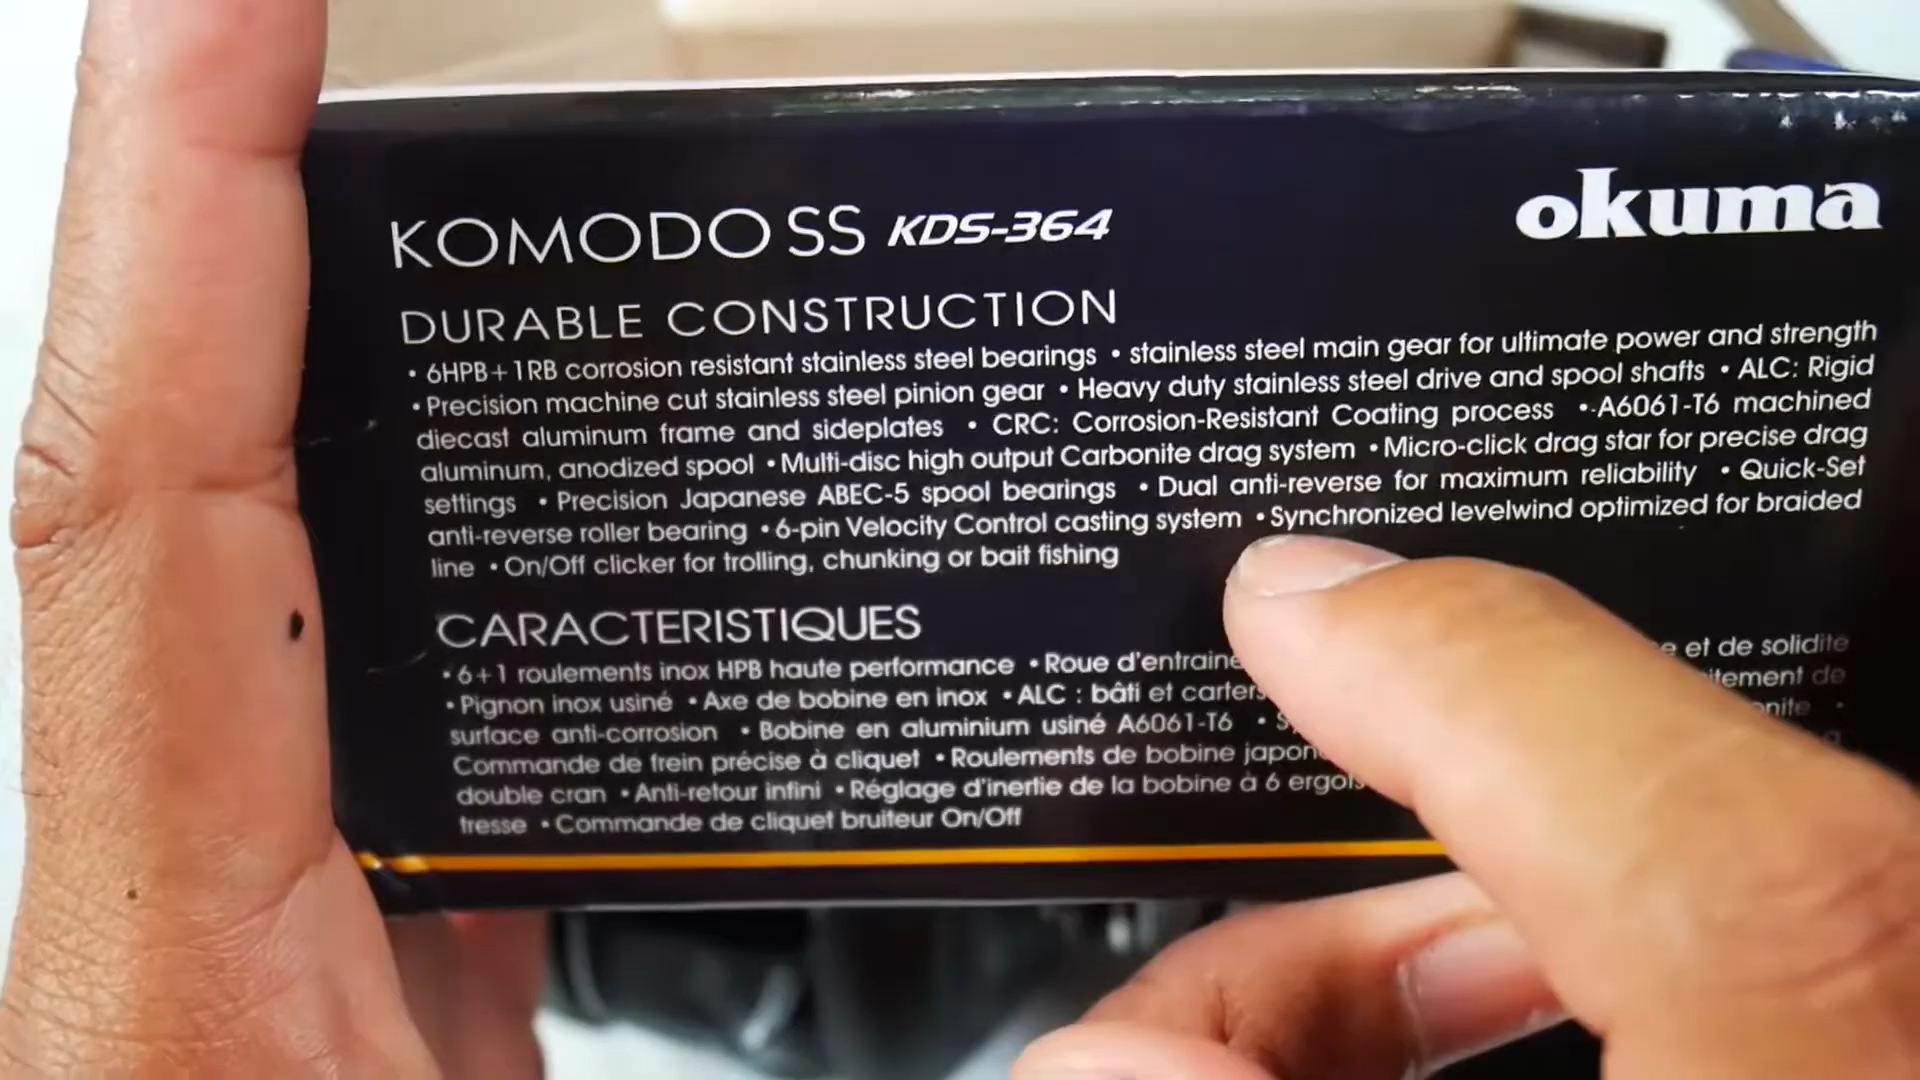 okuma
KOMODO SS KDS-364
DURABLE CONSTRUCTION
• 6HPB+1RB corrosion resistant stainless steel bearings • stainless steel main gear for ultimate power and strength
• Precision machine cut stainless steel pinion gear • Heavy duty stainless steel drive and spool shafts • ALC: Rigid
diecast aluminum frame and sideplates • CRC: Corrosion-Resistant Coating process • A6061-T6 machined
aluminum, anodized spool • Multi-disc high output Carbonite drag system • Micro-click drag star for precise drag
settings • Precision Japanese ABEC-5 spool bearings • Dual anti-reverse for maximum reliability • Quick-Set
anti-reverse roller bearing • 6-pin Velocity Control casting system • Synchronized levelwind optimized for braided
line • On/Off clicker for trolling, chunking or bait fishing
CARACTERISTIQUES
• 6+1 roulements inox HPB haute performance • Roue et de solidité
• Pignon inox usiné • Axe de bobine en inox • ALC : bâti et carters de
surface anti-corrosion • Bobine en aluminium usiné A6061-T6 •
Commande de frein précise à cliquet • Roulements de bobine
double cran • Anti-retour infini • Réglage d'inertie de la bobine à 6 ergots
tresse • Commande de cliquet bruiteur On/Off